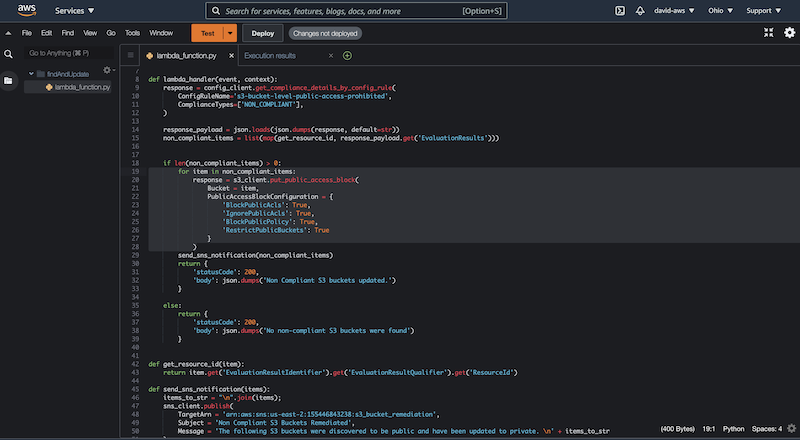 aws
Services ▼
Search for services, features, blogs, docs, and more
[Option+S]
david-aws ▼
Ohio ▼
Support ▼
File Edit Find View Go Tools Window
Test
Deploy
Changes not deployed
Go to Anything (⌘ P)
findAndUpdate
lambda_function.py
lambda_function.py ×
Execution results ×
7
8 def lambda_handler(event, context):
9 response = config_client.get_compliance_details_by_config_rule(
10 ConfigRuleName='s3-bucket-level-public-access-prohibited',
11 ComplianceTypes=['NON_COMPLIANT'],
12 )
13
14 response_payload = json.loads(json.dumps(response, default=str))
15 non_compliant_items = list(map(get_resource_id, response_payload.get('EvaluationResults')))
16
17
18 if len(non_compliant_items) > 0:
19 for item in non_compliant_items:
20 response = s3_client.put_public_access_block(
21 Bucket = item,
22 PublicAccessBlockConfiguration = {
23 'BlockPublicAcls': True,
24 'IgnorePublicAcls': True,
25 'BlockPublicPolicy': True,
26 'RestrictPublicBuckets': True
27 }
28 )
29 send_sns_notification(non_compliant_items)
30 return {
31 'statusCode': 200,
32 'body': json.dumps('Non Compliant S3 buckets updated.')
33 }
34
35 else:
36 return {
37 'statusCode': 200,
38 'body': json.dumps('No non-compliant S3 buckets were found')
39 }
40
41
42 def get_resource_id(item):
43 return item.get('EvaluationResultIdentifier').get('EvaluationResultQualifier').get('ResourceId')
44
45 def send_sns_notification(items):
46 items_to_str = "\n".join(items);
47 sns_client.publish(
48 TargetArn = 'arn:aws:sns:us-east-2:155446843238:s3_bucket_remediation',
49 Subject = 'Non Compliant S3 Buckets Remediated',
50 Message = 'The following S3 buckets were discovered to be public and have been updated to private. \n' + items_to_str
(400 Bytes) 19:1 Python Spaces: 4